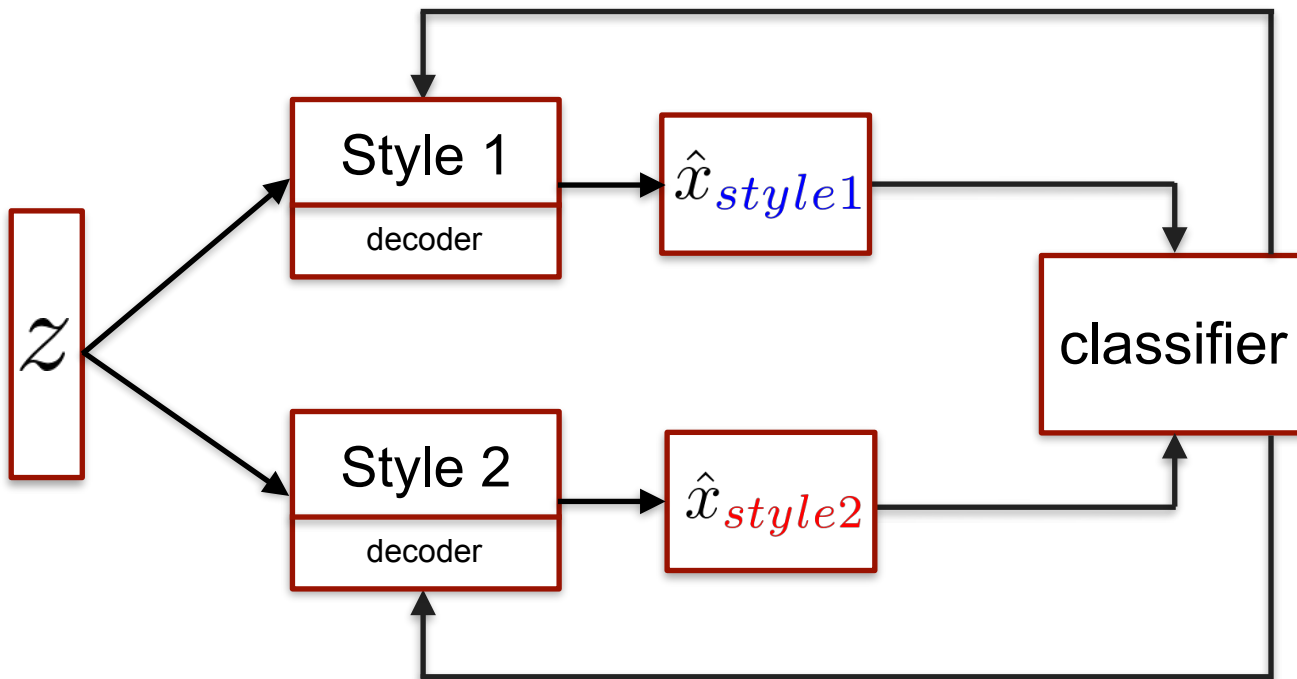 Style 1
decoder
x̂_{style1}
z
classifier
Style 2
decoder
x̂_{style2}